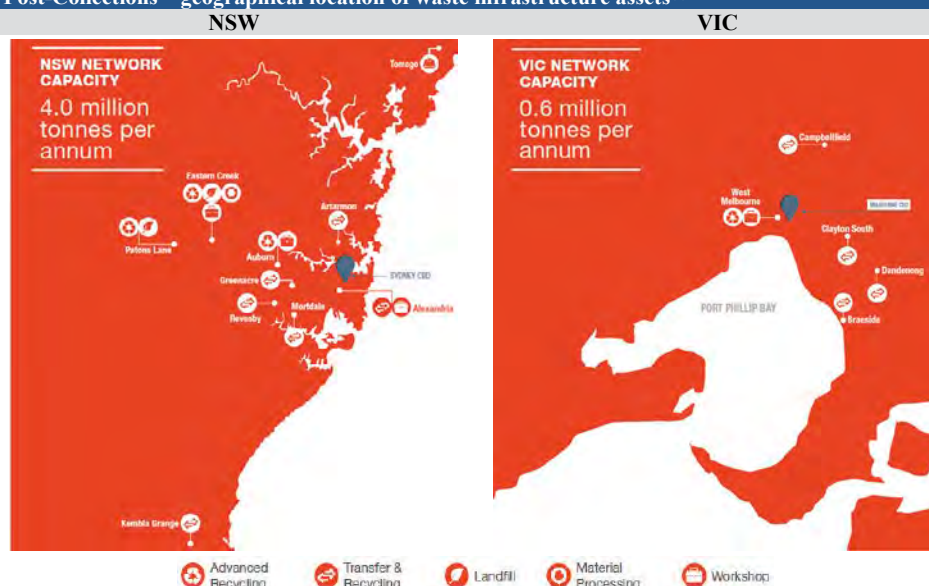 Post-Collections – geographical location of waste infrastructure assets
NSW
VIC
NSW NETWORK
CAPACITY
4.0 million
tonnes per
annum
Tomago
Eastern Creek
Patons Lane
Artarmon
Auburn
SYDNEY CBD
Greenacre
Revesby
Mortdale
Alexandria
Kembla Grange
VIC NETWORK
CAPACITY
0.6 million
tonnes per
annum
Campbellfield
West
Melbourne
MELBOURNE CBD
Clayton South
Dandenong
PORT PHILLIP BAY
Braeside
Advanced
Recycling
Transfer &
Recycling
Landfill
Material
Processing
Workshop